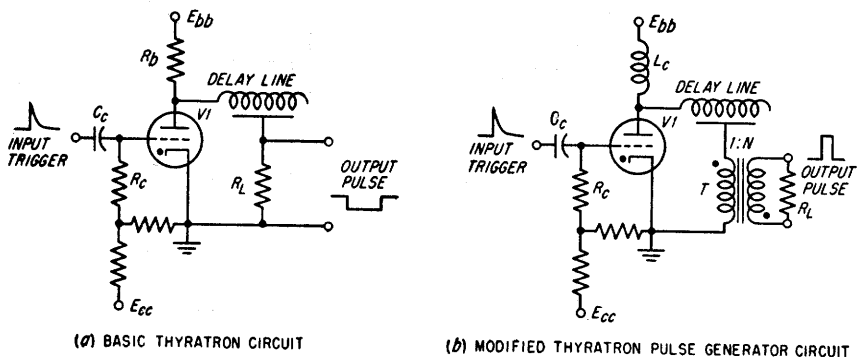 Ebb
Rb
DELAY LINE
Cc
V1
INPUT
TRIGGER
Rc
RL
OUTPUT
PULSE
Ecc
(a) BASIC THYRATRON CIRCUIT
Ebb
Lc
DELAY LINE
Cc
V1
INPUT
TRIGGER
1:N
Rc
T
OUTPUT
PULSE
RL
Ecc
(b) MODIFIED THYRATRON PULSE GENERATOR CIRCUIT